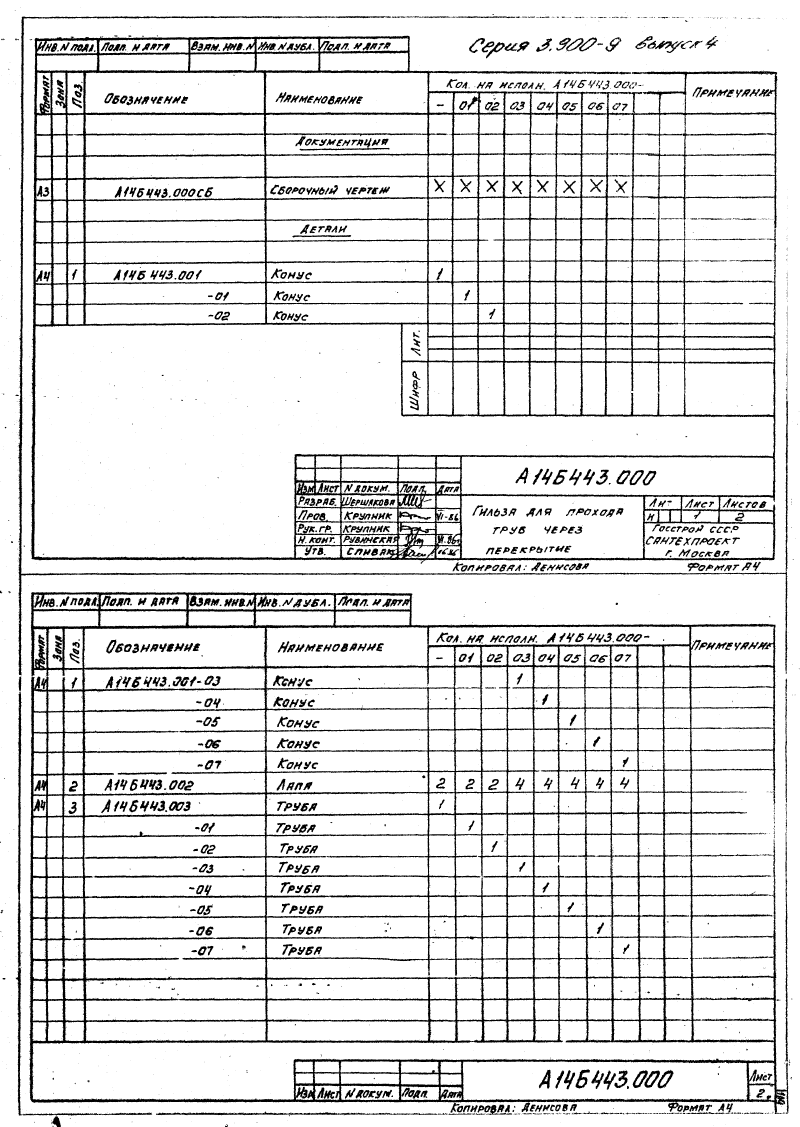 Серия 3.900-9 выпуск 4
Инв. N подл. Подп. и дата Взам. инв. N Инв. N дубл. Подп. и дата
Формат Зона Поз. Обозначение Наименование Кол. на исполн. А14Б443.000- Примечание
- 01 02 03 04 05 06 07
Документация
А3 А14Б443.000СБ Сборочный чертеж X X X X X X X X
Детали
А4 1 А14Б443.001 Конус 1
-01 Конус 1
-02 Конус 1
Лит.
Шифр
А14Б443.000
Изм Лист N докум. Подп. Дата
Разраб. Шершакова
Пров. Крупник VI-86
Рук. гр. Крупник
Н. конт. Рубинская VI.86
Утв. Спивак 06.86
Гильза для прохода
труб через
перекрытие
Лит Лист Листов
И 1 2
Госстрой СССР
Сантехпроект
г. Москва
Копировал: Денисова Формат А4
Инв. N подл. Подп. и дата Взам. инв. N Инв. N дубл. Подп. и дата
Формат Зона Поз. Обозначение Наименование Кол. на исполн. А14Б443.000- Примечание
- 01 02 03 04 05 06 07
А4 1 А14Б443.001-03 Конус 1
-04 Конус 1
-05 Конус 1
-06 Конус 1
-07 Конус 1
А4 2 А14Б443.002 Лапа 2 2 2 4 4 4 4 4
А4 3 А14Б443.003 Труба 1
-01 Труба 1
-02 Труба 1
-03 Труба 1
-04 Труба 1
-05 Труба 1
-06 Труба 1
-07 Труба 1
Изм Лист N докум. Подп. Дата
А14Б443.000
Лист
2
Копировал: Денисова Формат А4